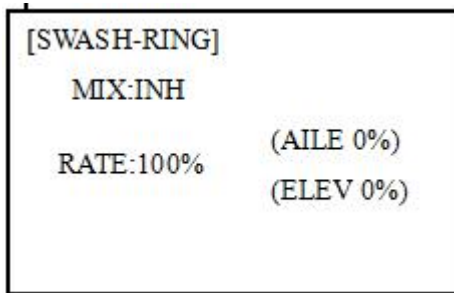 [SWASH-RING]
MIX:INH
(AILE 0%)
RATE:100%
(ELEV 0%)